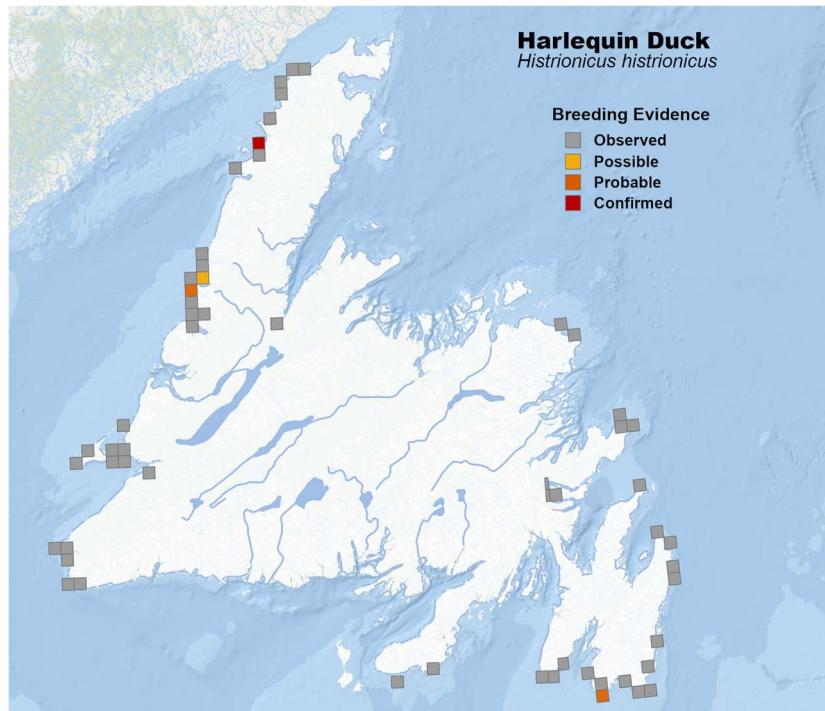 Harlequin Duck
Histrionicus histrionicus
Breeding Evidence
Observed
Possible
Probable
Confirmed